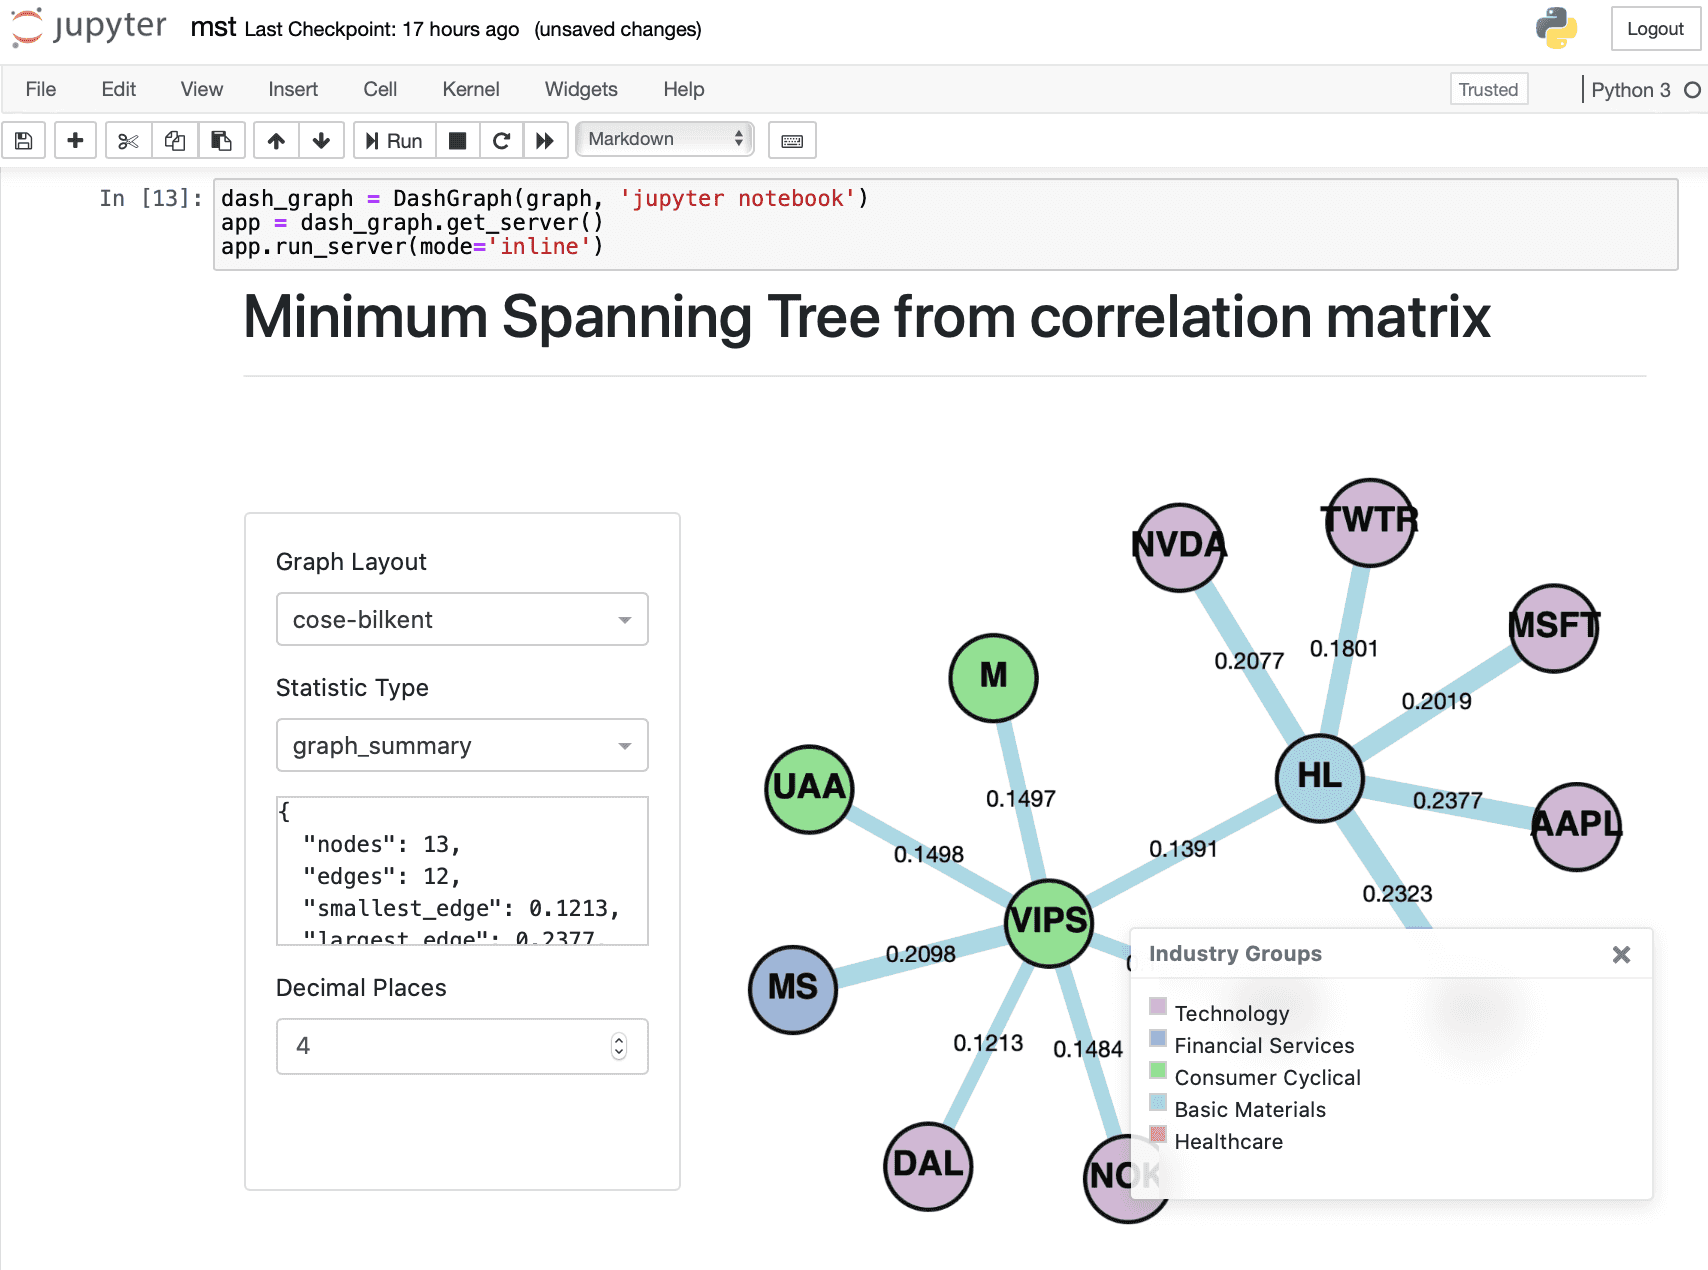 jupyter mst Last Checkpoint: 17 hours ago (unsaved changes)
Logout
File Edit View Insert Cell Kernel Widgets Help
Trusted
Python 3
Run
Markdown
In [13]:
dash_graph = DashGraph(graph, 'jupyter notebook')
app = dash_graph.get_server()
app.run_server(mode='inline')
Minimum Spanning Tree from correlation matrix
Graph Layout
cose-bilkent
Statistic Type
graph_summary
{
"nodes": 13,
"edges": 12,
"smallest_edge": 0.1213,
"largest_edge": 0.2377,
Decimal Places
4
TWTR
NVDA
MSFT
0.1801
0.2077
M
0.2019
HL
UAA
0.1497
0.2377
AAPL
0.1391
0.1498
0.2323
VIPS
0.2098
MS
0.1213
0.1484
DAL
NOK
Industry Groups
Technology
Financial Services
Consumer Cyclical
Basic Materials
Healthcare